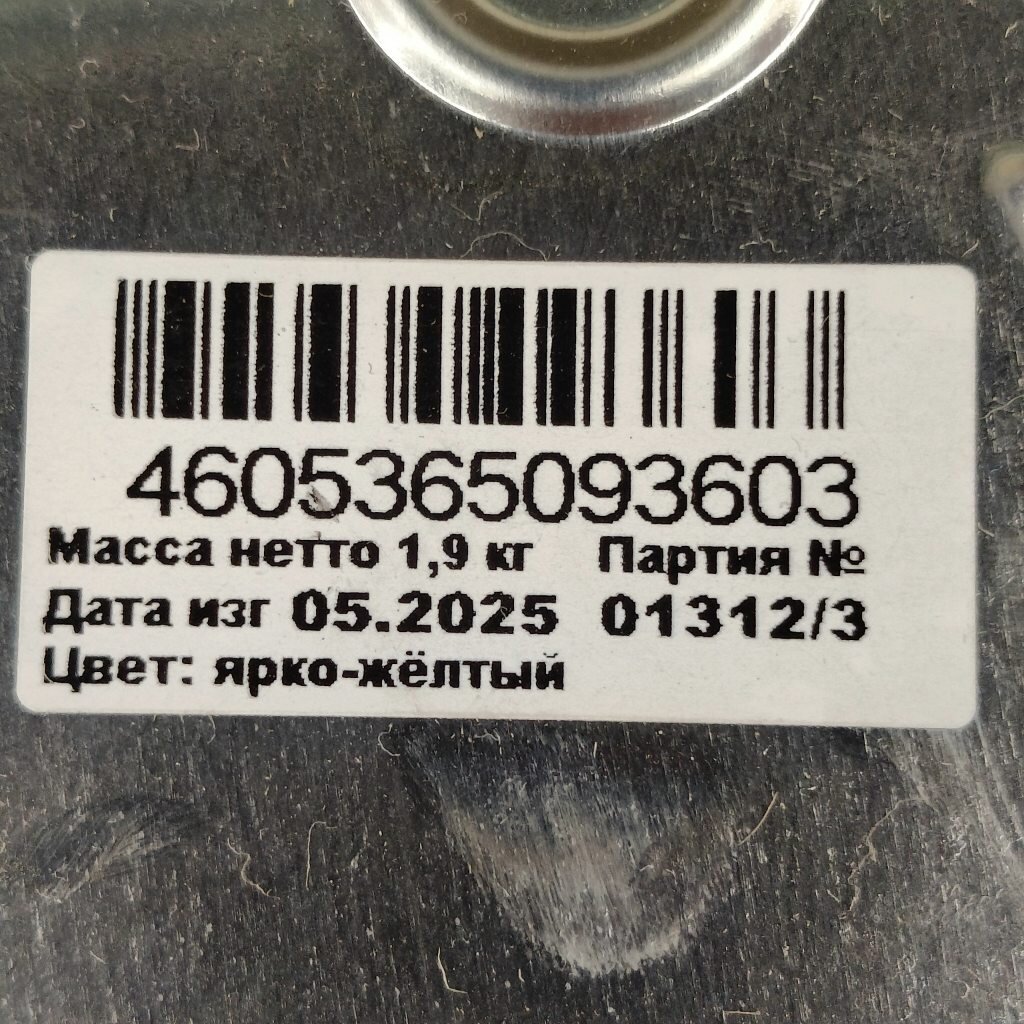 4605365093603
Масса нетто 1,9 кг Партия №
Дата изг 05.2025 01312/3
Цвет: ярко-жёлтый